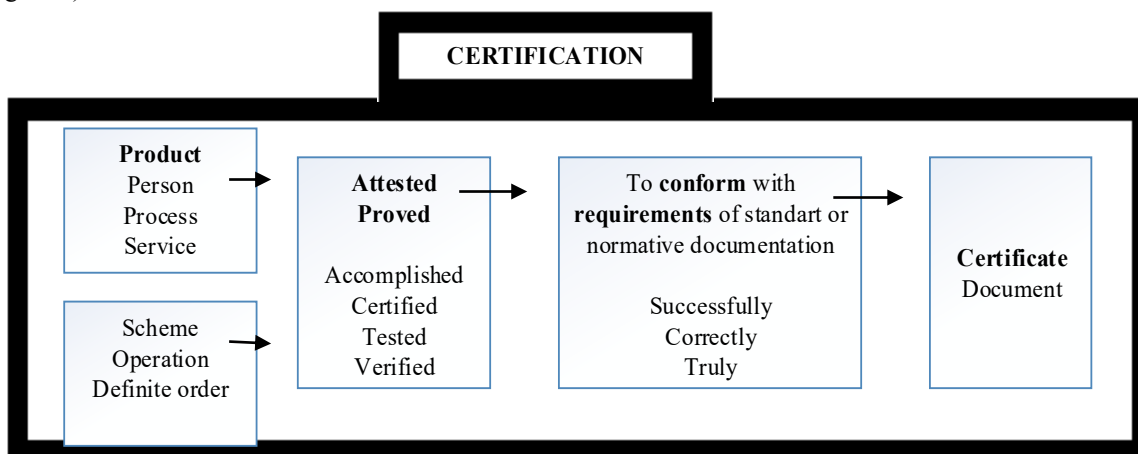 CERTIFICATION
Product
Person
Process
Service
Scheme
Operation
Definite order
Attested
Proved
Accomplished
Certified
Tested
Verified
To conform with
requirements of standart or
normative documentation
Successfully
Correctly
Truly
Certificate
Document